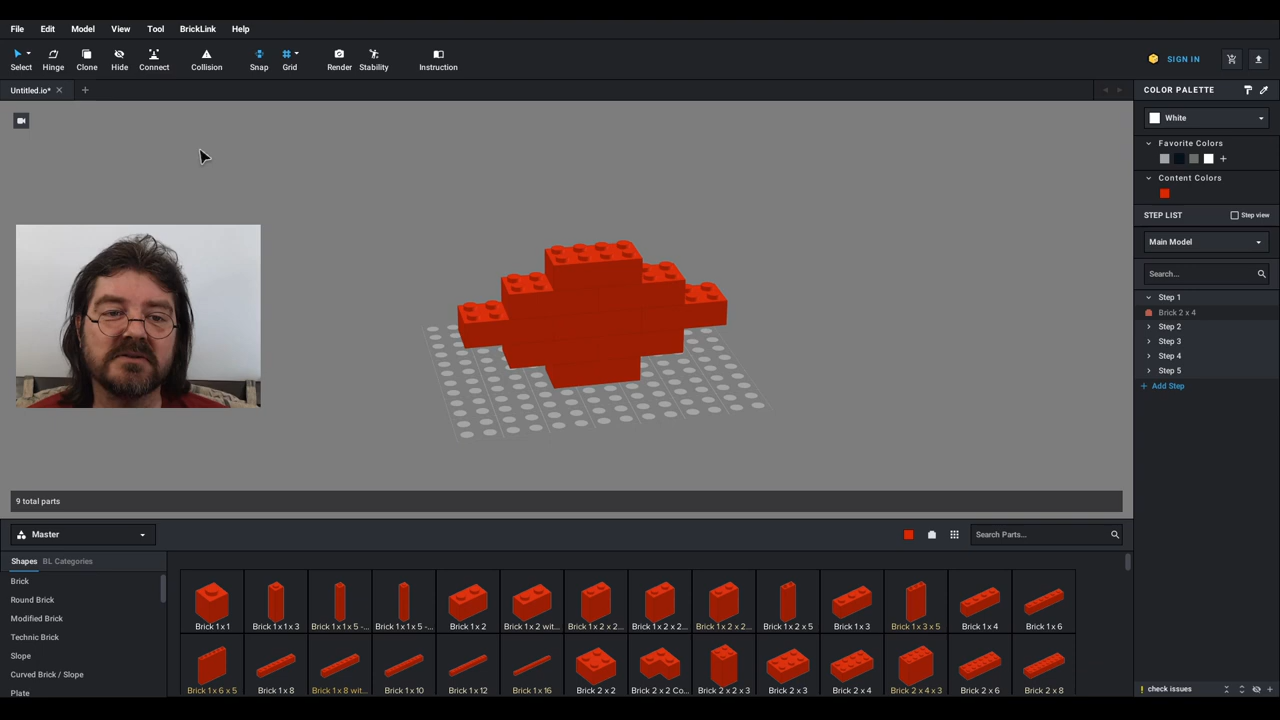 File Edit Model View Tool BrickLink Help
Select Hinge Clone Hide Connect Collision Snap Grid Render Stability Instruction SIGN IN
Untitled.io*
COLOR PALETTE
White
Favorite Colors
Content Colors
STEP LIST Step view
Main Model
Search...
Step 1
Brick 2 x 4
Step 2
Step 3
Step 4
Step 5
+ Add Step
9 total parts
Master
Search Parts...
Shapes BL Categories
Brick
Round Brick
Modified Brick
Technic Brick
Slope
Curved Brick / Slope
Plate
Brick 1 x 1 Brick 1 x 1 x 3 Brick 1 x 1 x 5 -... Brick 1 x 1 x 5 -... Brick 1 x 2 Brick 1 x 2 wit... Brick 1 x 2 x 2... Brick 1 x 2 x 2... Brick 1 x 2 x 2... Brick 1 x 2 x 5 Brick 1 x 3 Brick 1 x 3 x 5 Brick 1 x 4 Brick 1 x 6
Brick 1 x 6 x 5 Brick 1 x 8 Brick 1 x 8 wit... Brick 1 x 10 Brick 1 x 12 Brick 1 x 16 Brick 2 x 2 Brick 2 x 2 Co... Brick 2 x 2 x 3 Brick 2 x 3 Brick 2 x 4 Brick 2 x 4 x 3 Brick 2 x 6 Brick 2 x 8
check issues